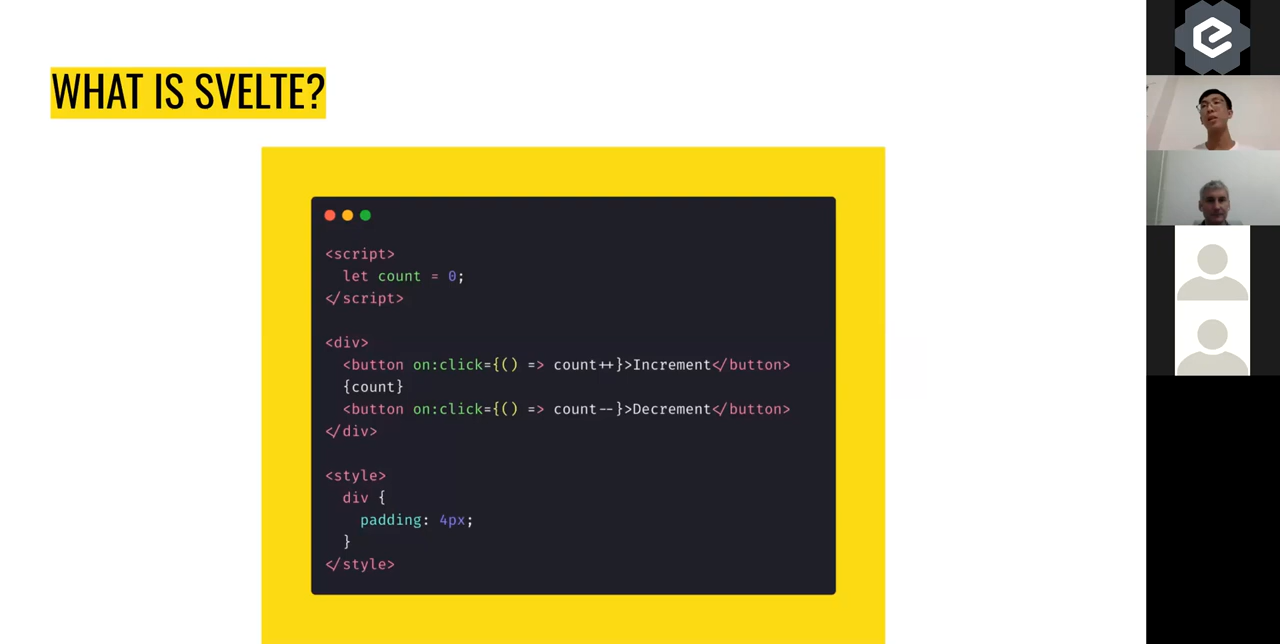 WHAT IS SVELTE?
<script>
let count = 0;
</script>
<div>
<button on:click={() => count++}>Increment</button>
{count}
<button on:click={() => count--}>Decrement</button>
</div>
<style>
div {
padding: 4px;
}
</style>